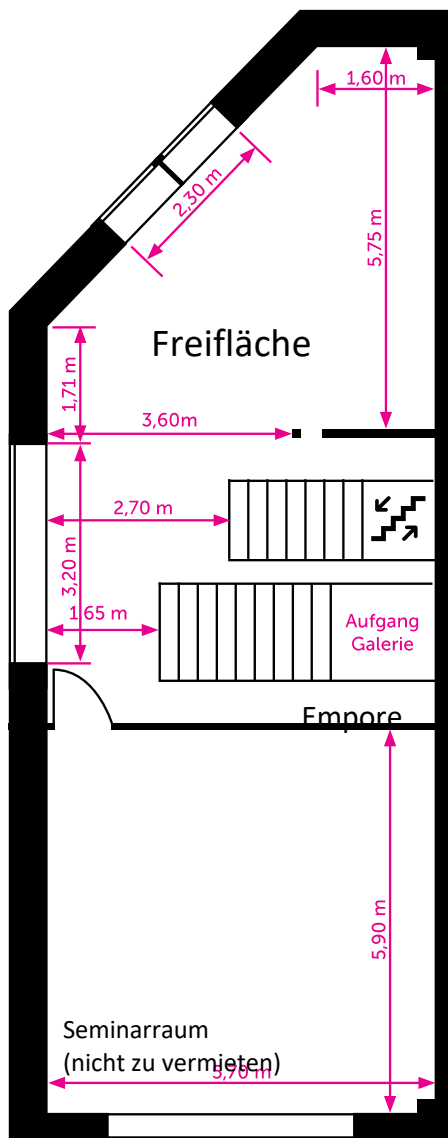 1,60 m
2,30 m
5,75 m
Freifläche
1,71 m
3,60m
2,70 m
3,20 m
1,65 m
Aufgang
Galerie
Empore
5,90 m
Seminarraum
(nicht zu vermieten)
5,70 m